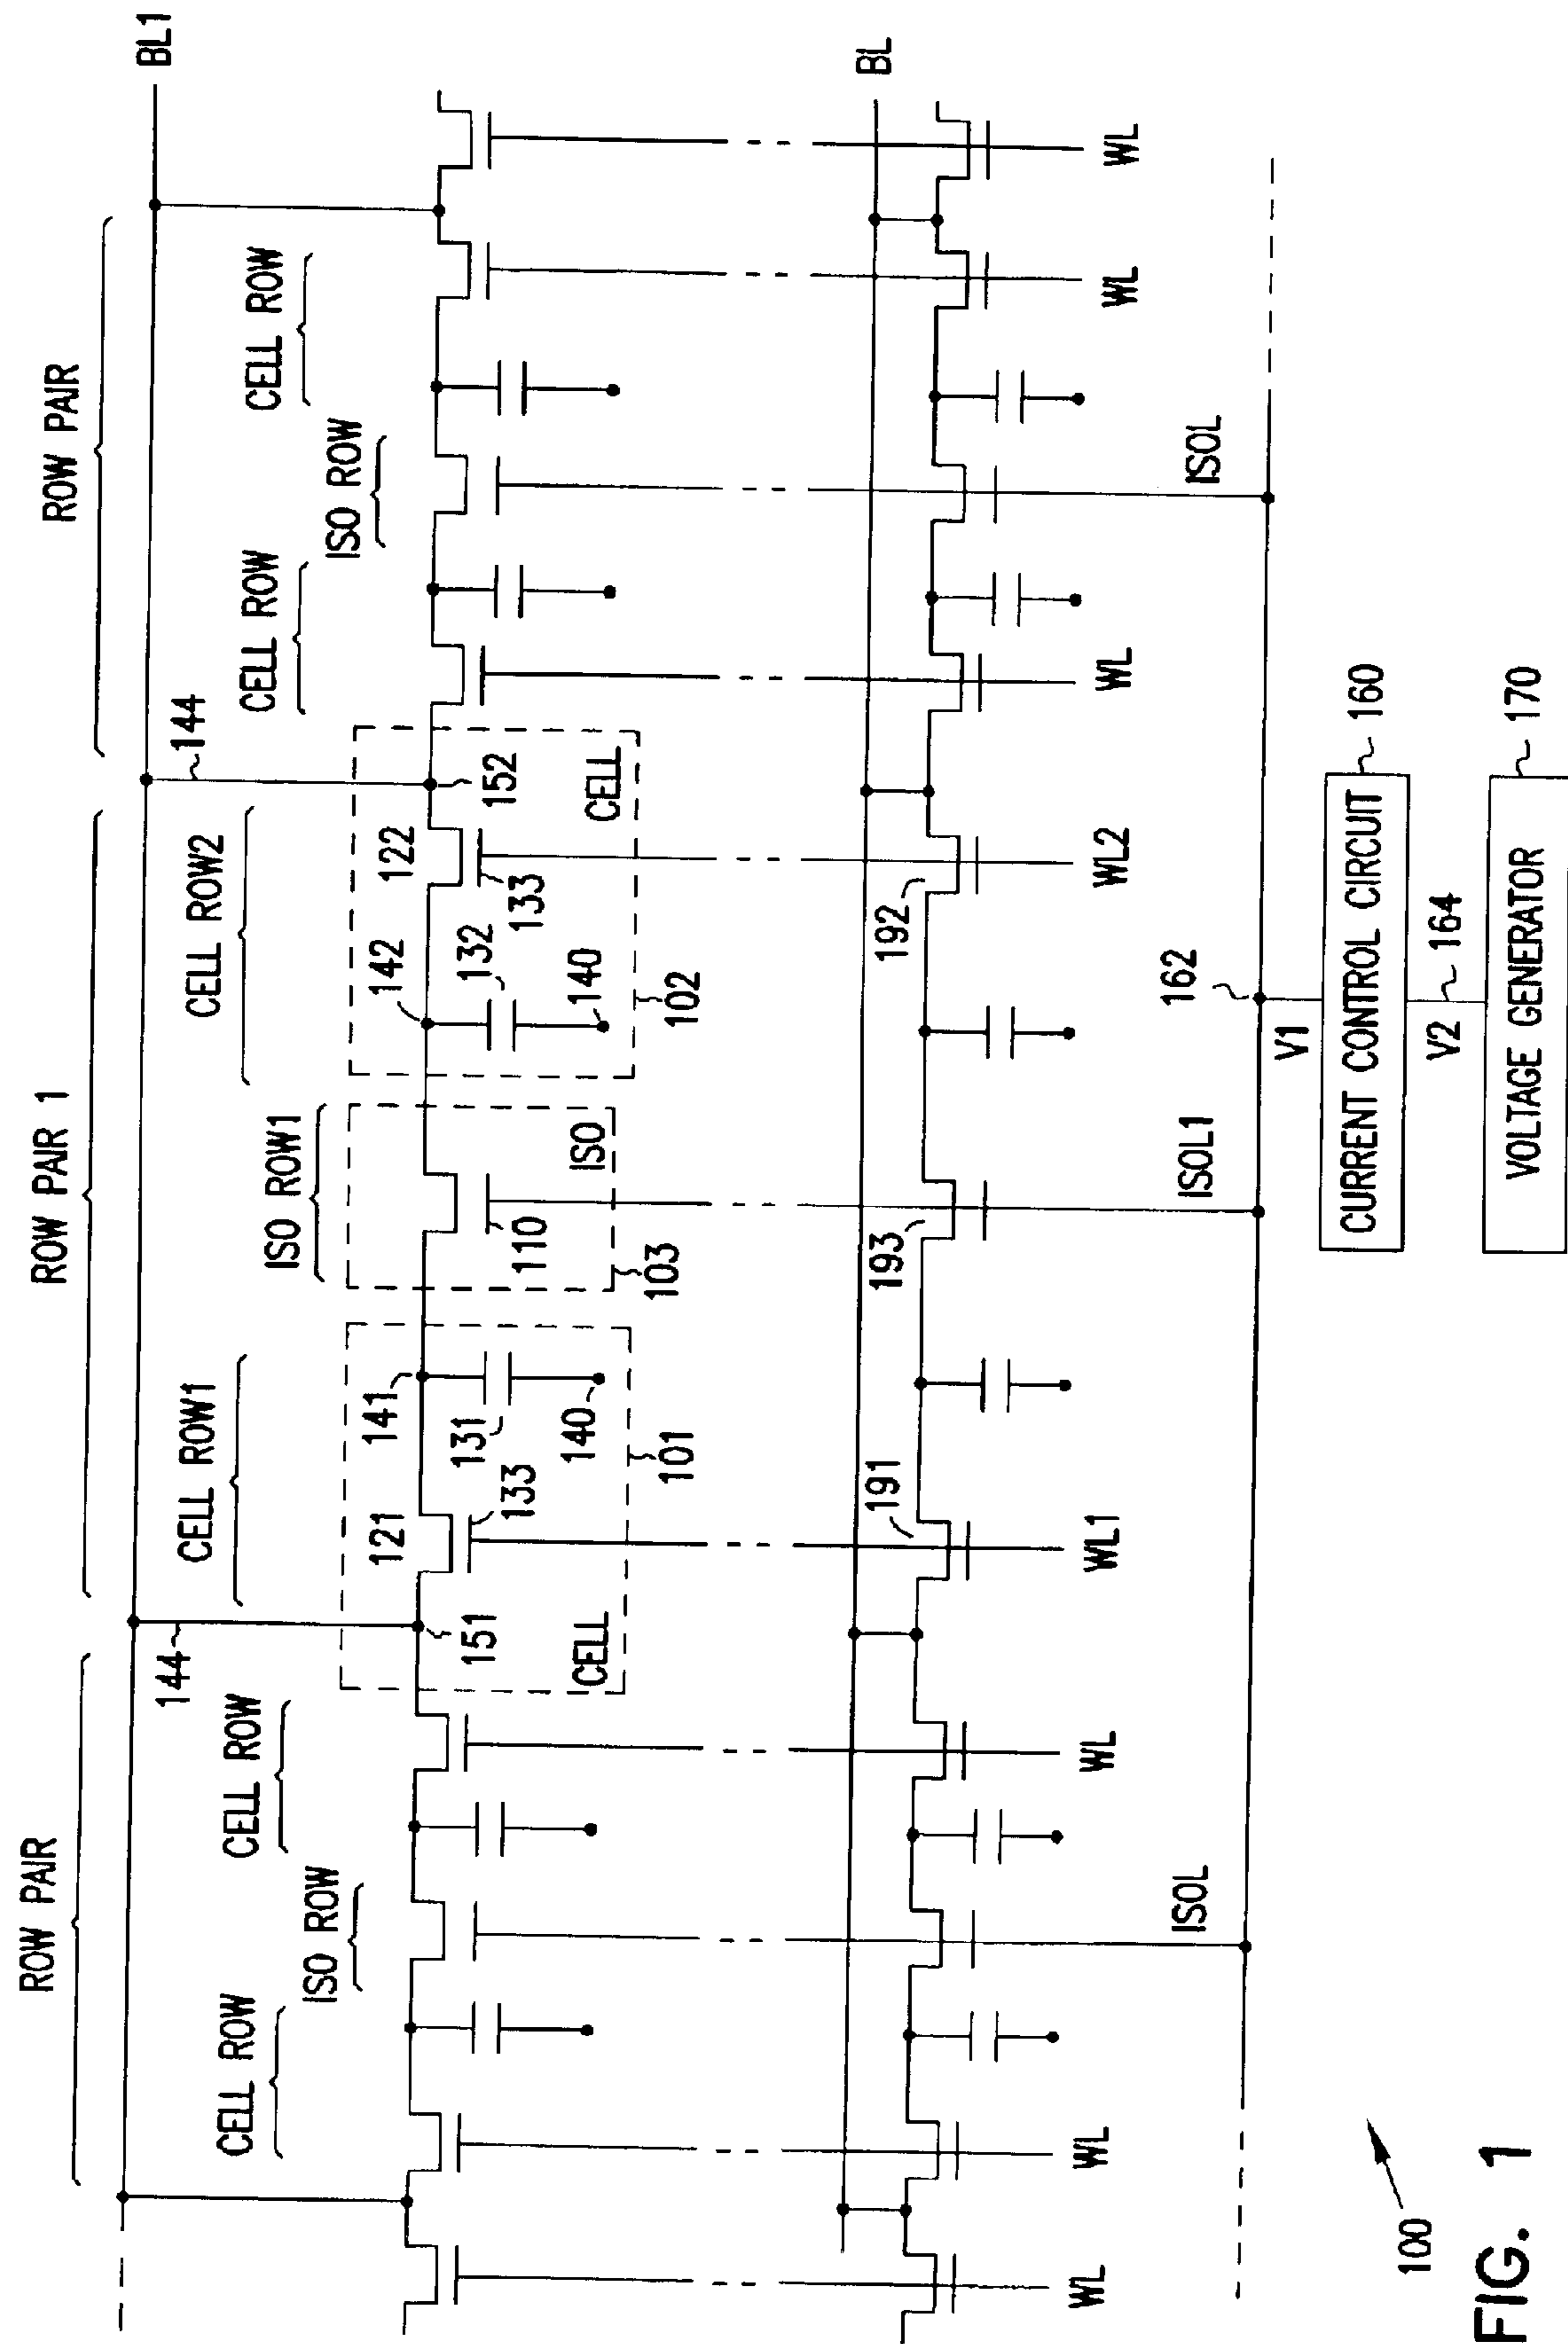 ROW PAIR
ROW PAIR 1
ROW PAIR
BL1
144
144
CELL ROW
CELL ROW
CELL ROW1
CELL ROW2
CELL ROW
CELL ROW
ISO ROW
ISO ROW1
ISO ROW
121
141
142
122
151
133
131
140
110
132
133
140
152
CELL
ISO
CELL
101
103
102
BL
191
193
192
WL
WL
ISOL
WL
WL1
ISOL1
WL2
WL
ISOL
WL
WL
162
V1
CURRENT CONTROL CIRCUIT
160
V2
164
VOLTAGE GENERATOR
170
100
FIG. 1